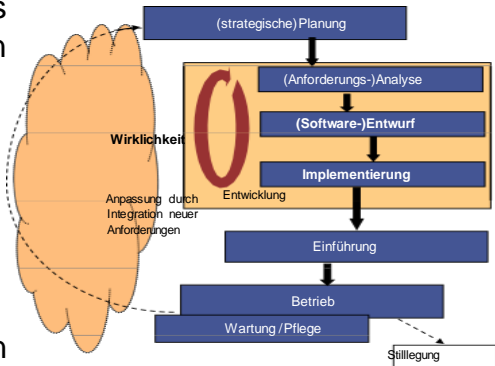 s
n
(strategische) Planung
(Anforderungs-)Analyse
(Software-)Entwurf
Wirklichkeit
Implementierung
Entwicklung
Anpassung durch
Integration neuer
Anforderungen
Einführung
Betrieb
Wartung / Pflege
Stilllegung
n